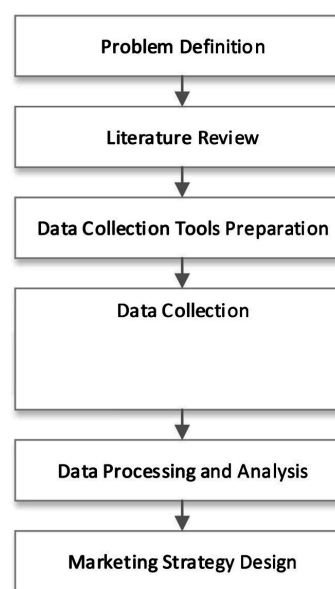 Problem Definition
Literature Review
Data Collection Tools Preparation
Data Collection
Data Processing and Analysis
Marketing Strategy Design